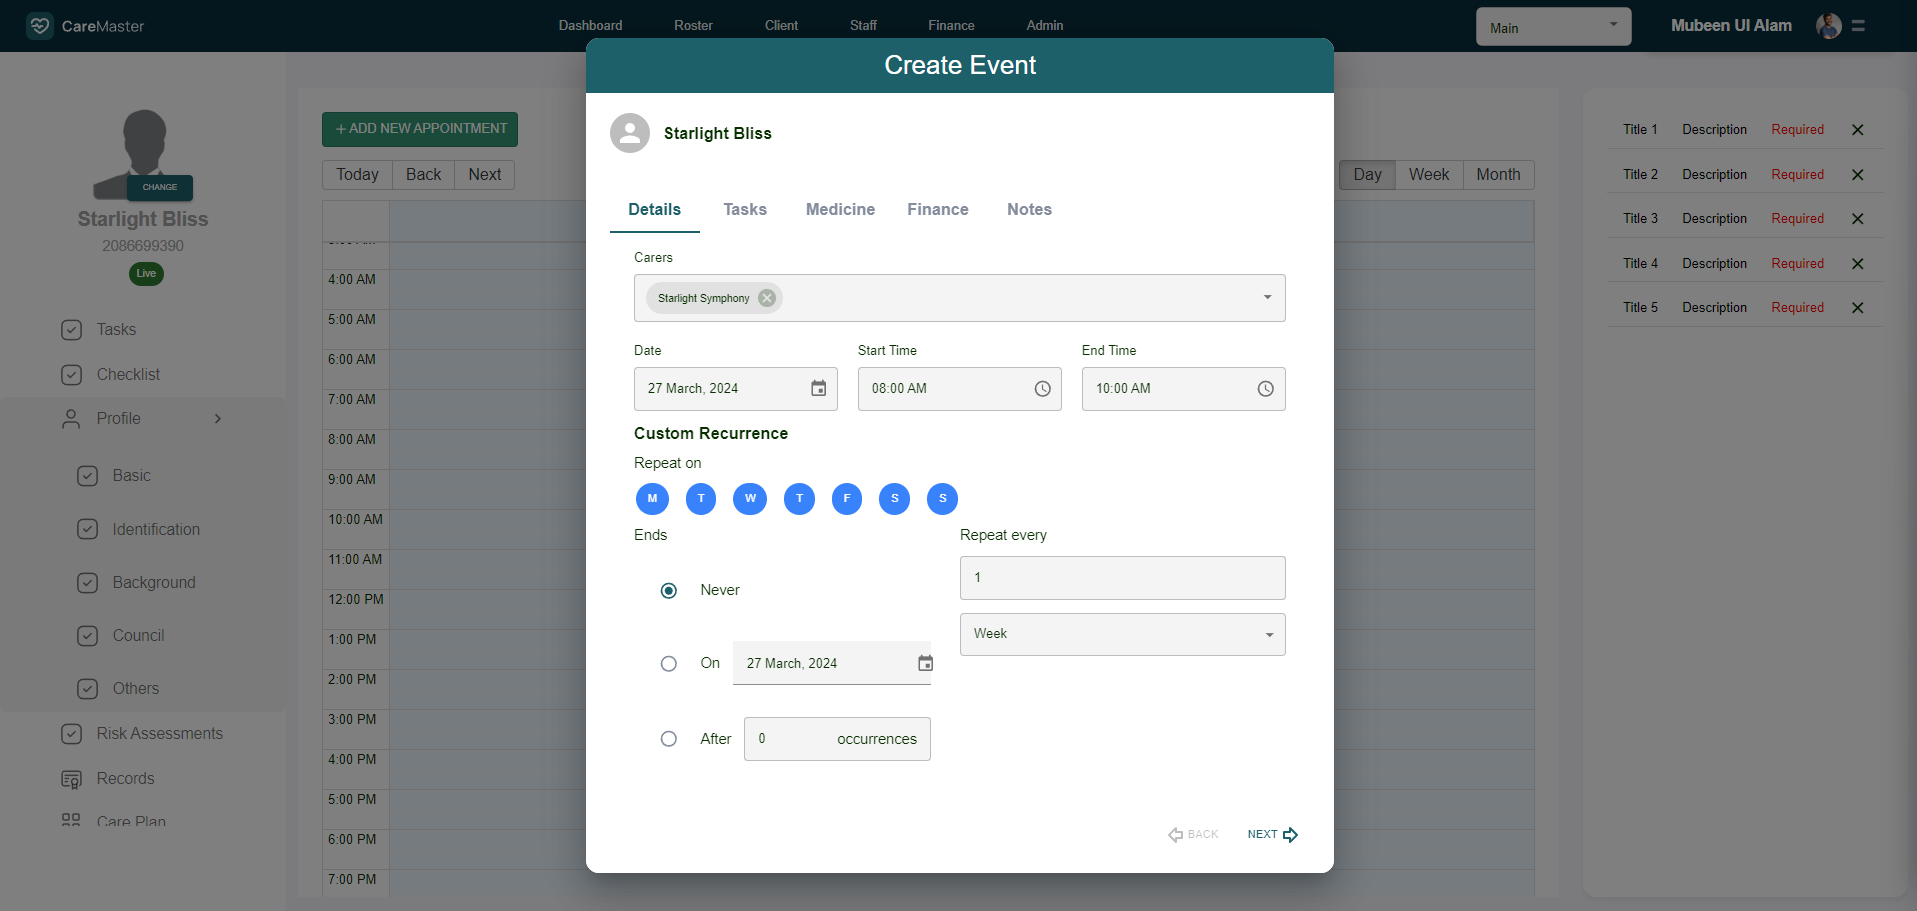 CareMaster
Dashboard Roster Client Staff Finance Admin
Main
Mubeen Ul Alam
CHANGE
Starlight Bliss
2086699390
Live
Tasks
Checklist
Profile
Basic
Identification
Background
Council
Others
Risk Assessments
Records
Care Plan
+ ADD NEW APPOINTMENT
Today Back Next
Day Week Month
4:00 AM
5:00 AM
6:00 AM
7:00 AM
8:00 AM
9:00 AM
10:00 AM
11:00 AM
12:00 PM
1:00 PM
2:00 PM
3:00 PM
4:00 PM
5:00 PM
6:00 PM
7:00 PM
Create Event
Starlight Bliss
Details Tasks Medicine Finance Notes
Carers
Starlight Symphony
Date Start Time End Time
27 March, 2024 08:00 AM 10:00 AM
Custom Recurrence
Repeat on
M T W T F S S
Ends Repeat every
Never 1
Week
On 27 March, 2024
After 0 occurrences
BACK NEXT
Title 1 Description Required
Title 2 Description Required
Title 3 Description Required
Title 4 Description Required
Title 5 Description Required